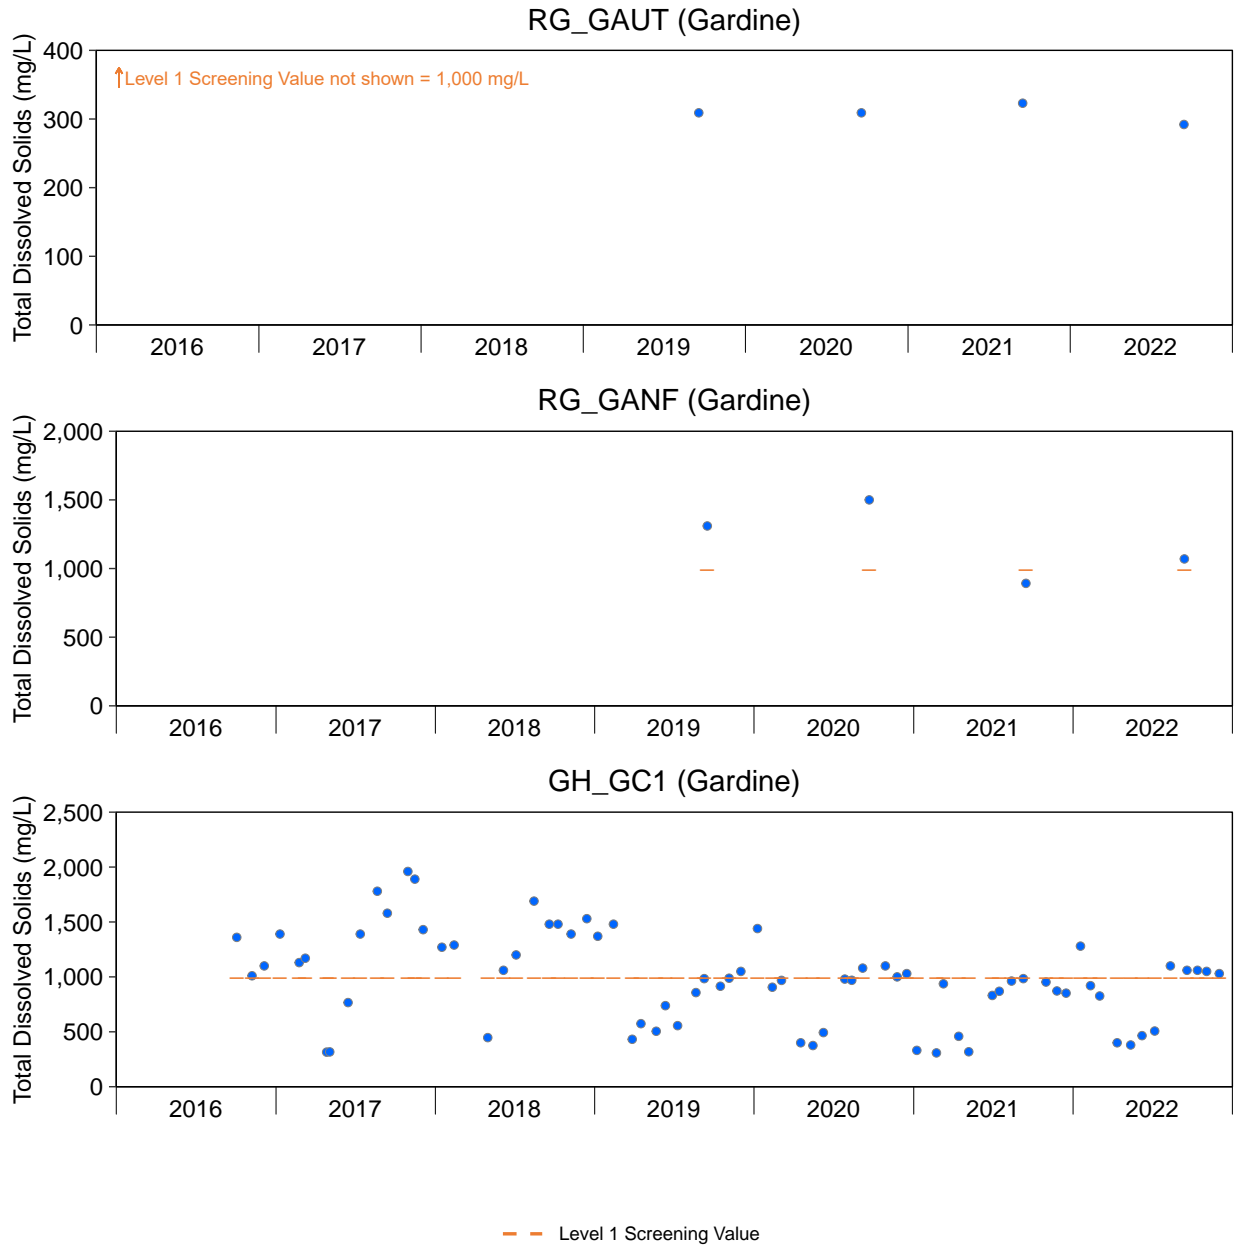 RG_GAUT (Gardine)
Total Dissolved Solids (mg/L)
400
300
200
100
0
↑Level 1 Screening Value not shown = 1,000 mg/L
2016 2017 2018 2019 2020 2021 2022
RG_GANF (Gardine)
Total Dissolved Solids (mg/L)
2,000
1,500
1,000
500
0
2016 2017 2018 2019 2020 2021 2022
GH_GC1 (Gardine)
Total Dissolved Solids (mg/L)
2,500
2,000
1,500
1,000
500
0
2016 2017 2018 2019 2020 2021 2022
Level 1 Screening Value